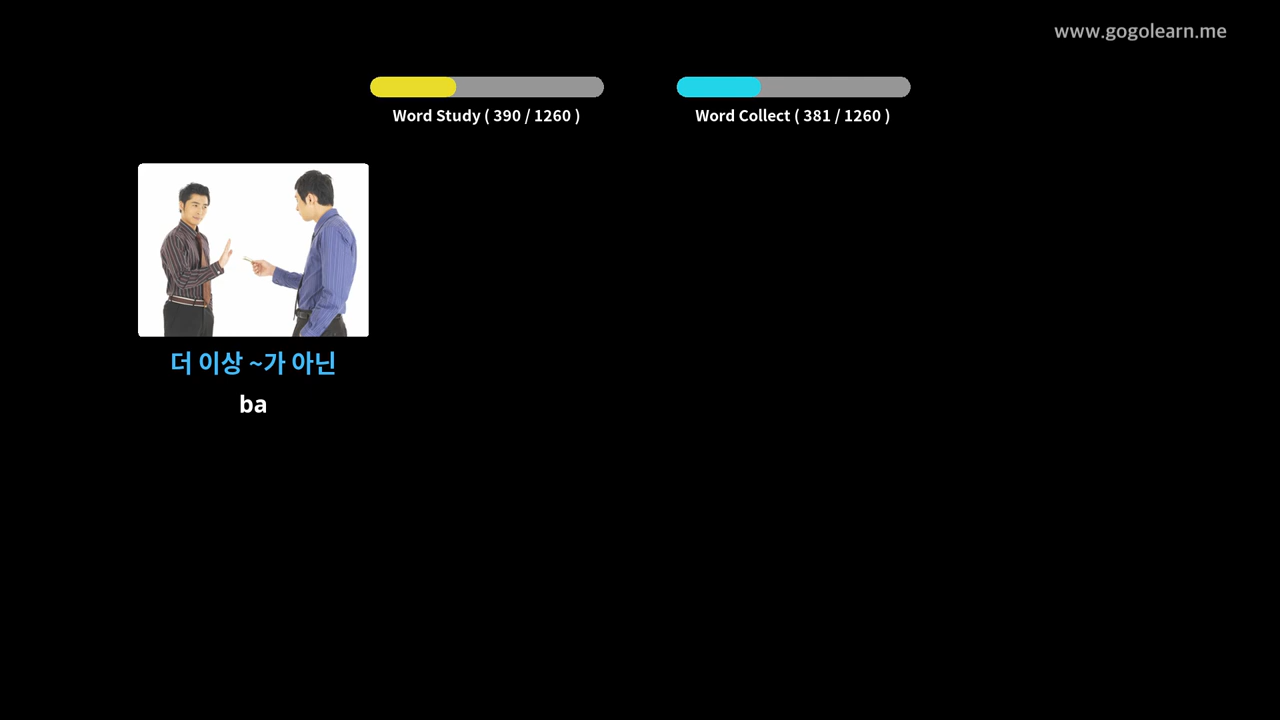 www.gogolearn.me
Word Study ( 390 / 1260 )
Word Collect ( 381 / 1260 )
더 이상 ~가 아닌
ba